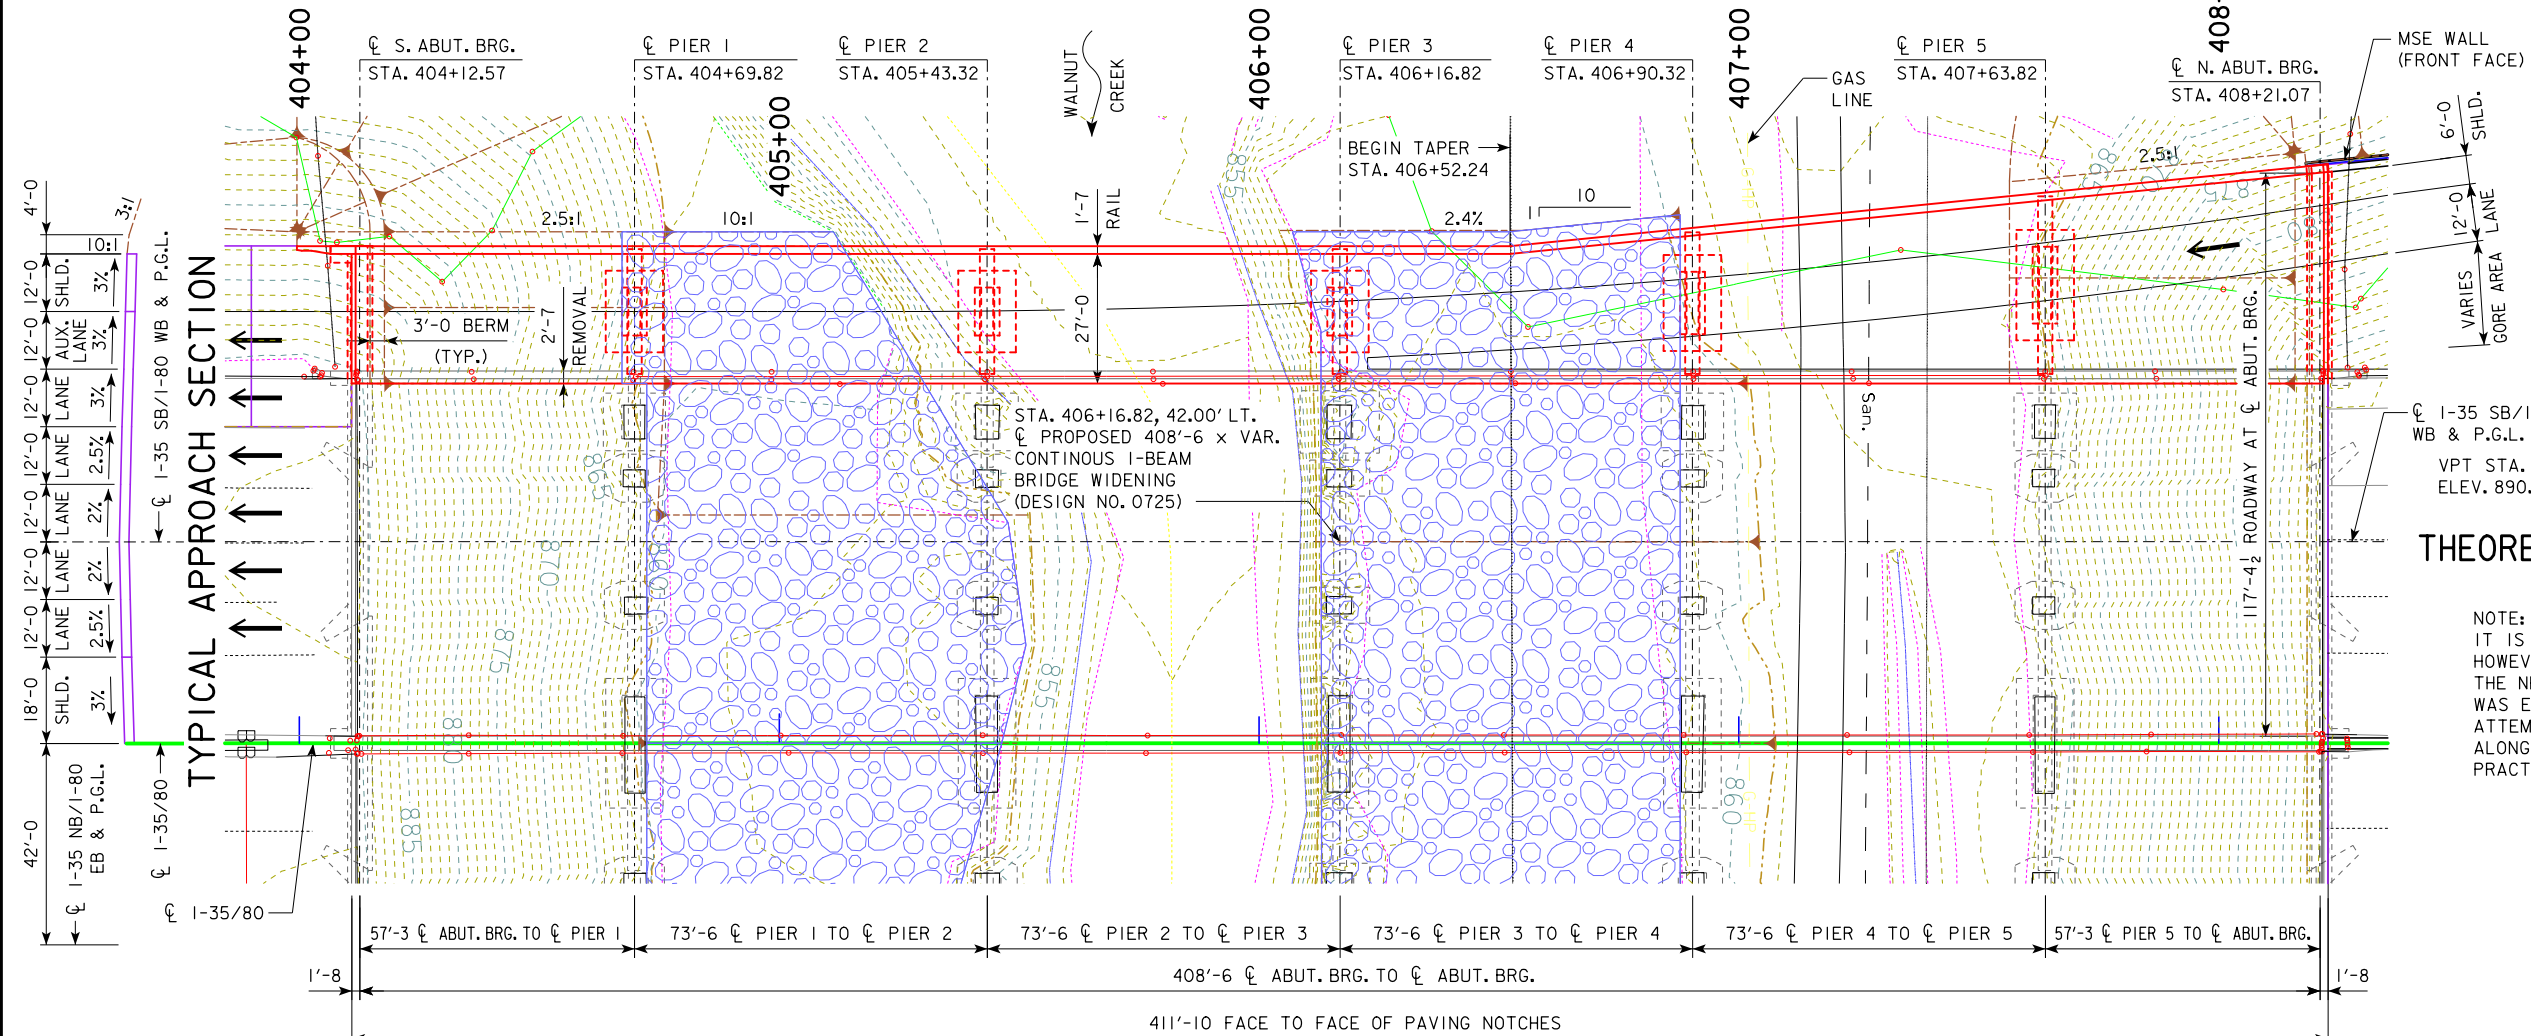 404+00
℄ S. ABUT. BRG.
STA. 404+12.57
℄ PIER 1
STA. 404+69.82
℄ PIER 2
STA. 405+43.32
405+00
WALNUT
CREEK
406+00
℄ PIER 3
STA. 406+16.82
℄ PIER 4
STA. 406+90.32
407+00
GAS
LINE
℄ PIER 5
STA. 407+63.82
℄ N. ABUT. BRG.
STA. 408+21.07
408+
MSE WALL
(FRONT FACE)
BEGIN TAPER
STA. 406+52.24
6'-0
SHLD.
12'-0
LANE
VARIES
GORE AREA
4'-0
3:1
10:1
12'-0
SHLD.
3%
12'-0
AUX.
LANE
3%
12'-0
LANE
3%
12'-0
LANE
2.5%
12'-0
LANE
2%
12'-0
LANE
2%
12'-0
LANE
2.5%
18'-0
SHLD.
3%
42'-0
℄ I-35 NB/I-80
EB & P.G.L.
℄ I-35/80
℄ I-35 SB/I-80 WB & P.G.L.
TYPICAL APPROACH SECTION
℄ I-35/80
B
B
2.5:1
10:1
3'-0 BERM
(TYP.)
2'-7
REMOVAL
1'-7
RAIL
27'-0
2.4%
10
1
2.5:1
855
865
870
875
880
885
860
855
860
San.
STA. 406+16.82, 42.00' LT.
℄ PROPOSED 408'-6 x VAR.
CONTINOUS I-BEAM
BRIDGE WIDENING
(DESIGN NO. 0725)
117'-4½ ROADWAY AT ℄ ABUT. BRG.
℄ I-35 SB/I
WB & P.G.L.
VPT STA.
ELEV. 890.
THEORE
NOTE:
IT IS
HOWEV
THE N
WAS E
ATTEM
ALONG
PRACT
57'-3 ℄ ABUT. BRG. TO ℄ PIER 1
73'-6 ℄ PIER 1 TO ℄ PIER 2
73'-6 ℄ PIER 2 TO ℄ PIER 3
73'-6 ℄ PIER 3 TO ℄ PIER 4
73'-6 ℄ PIER 4 TO ℄ PIER 5
57'-3 ℄ PIER 5 TO ℄ ABUT. BRG.
1'-8
408'-6 ℄ ABUT. BRG. TO ℄ ABUT. BRG.
1'-8
411'-10 FACE TO FACE OF PAVING NOTCHES